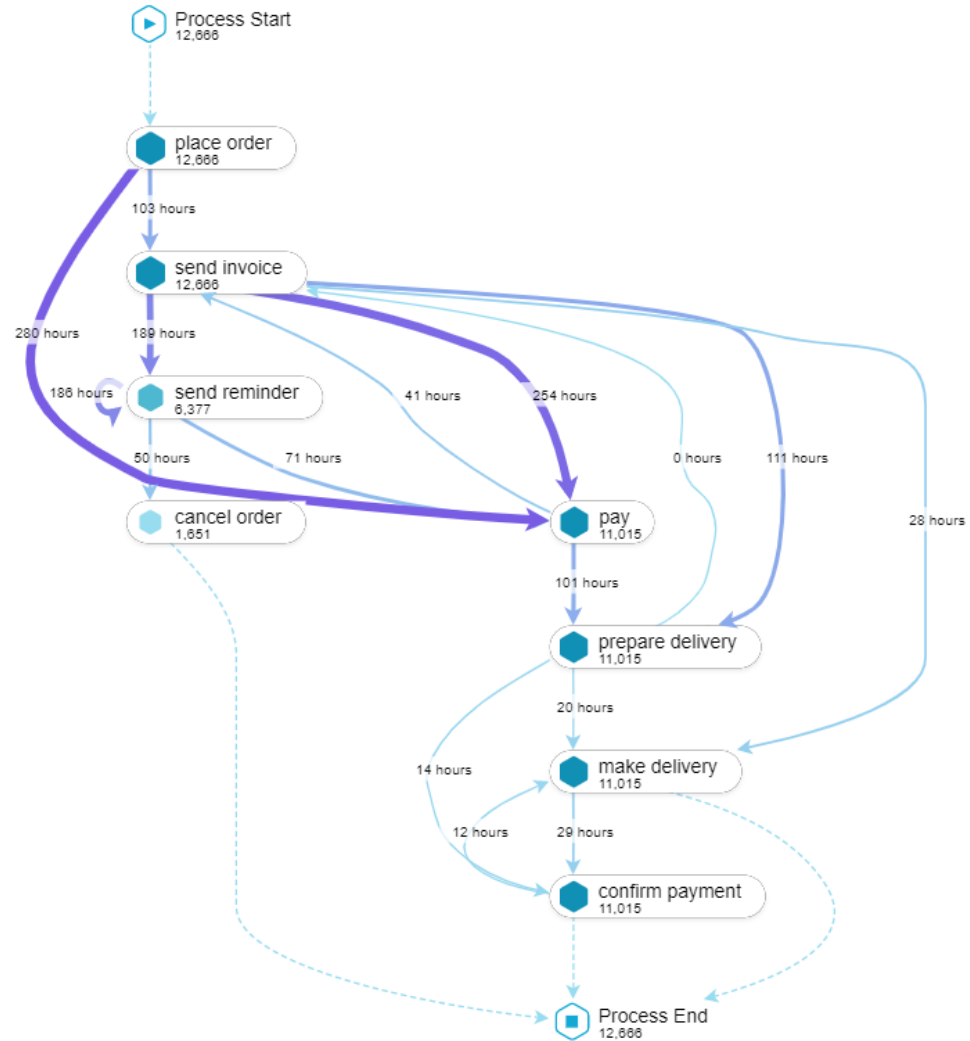 Process Start
12,666
place order
12,666
103 hours
send invoice
12,666
280 hours
189 hours
186 hours
send reminder
6,377
41 hours
254 hours
50 hours
71 hours
0 hours
111 hours
cancel order
1,651
pay
11,015
28 hours
101 hours
prepare delivery
11,015
20 hours
14 hours
make delivery
11,015
12 hours
29 hours
confirm payment
11,015
Process End
12,666